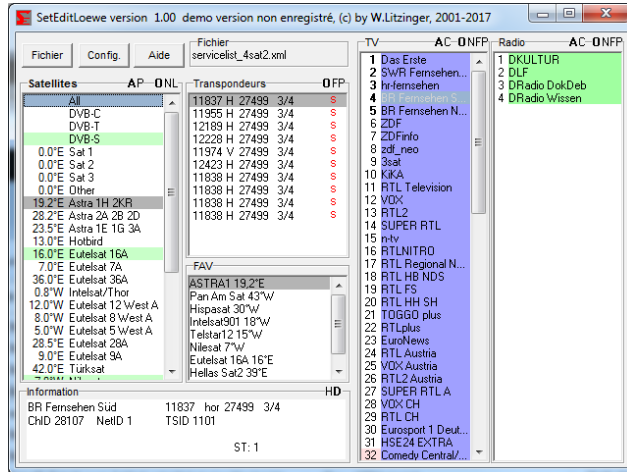 SetEditLoewe version 1.00 demo version non enregistré, (c) by W.Litzinger, 2001-2017
Fichier
Config.
Aide
Fichier
servicelist_4sat2.xml
Satellites AP ONL
All
DVB-C
DVB-T
DVB-S
0.0°E Sat 1
0.0°E Sat 2
0.0°E Sat 3
0.0°E Other
19.2°E Astra 1H 2KR
28.2°E Astra 2A 2B 2D
23.5°E Astra 1E 1G 3A
13.0°E Hotbird
16.0°E Eutelsat 16A
7.0°E Eutelsat 7A
36.0°E Eutelsat 36A
0.8°W Intelsat/Thor
12.0°W Eutelsat 12 West A
8.0°W Eutelsat 8 West A
5.0°W Eutelsat 5 West A
28.5°E Eutelsat 28A
9.0°E Eutelsat 9A
42.0°E Türksat
Transpondeurs OFP
11837 H 27499 3/4 S
11955 H 27499 3/4 S
12189 H 27499 3/4 S
12228 H 27499 3/4 S
11974 V 27499 3/4 S
12423 H 27499 3/4 S
11838 H 27499 3/4 S
11838 H 27499 3/4 S
11838 H 27499 3/4 S
11838 H 27499 3/4 S
FAV
ASTRA1 19,2°E
Pan Am Sat 43°W
Hispasat 30°W
Intelsat901 18°W
Telstar12 15°W
Nilesat 7°W
Eutelsat 16A 16°E
Hellas Sat2 39°E
Information HD
BR Fernsehen Süd 11837 hor 27499 3/4
ChID 28107 NetID 1 TSID 1101
ST: 1
TV AC ONFP
1 Das Erste
2 SWR Fernsehen...
3 hr-fernsehen
4 BR Fernsehen S...
5 BR Fernsehen N...
6 ZDF
7 ZDFinfo
8 zdf_neo
9 3sat
10 KiKA
11 RTL Television
12 VOX
13 RTL2
14 SUPER RTL
15 n-tv
16 RTLNITRO
17 RTL Regional N...
18 RTL HB NDS
19 RTL FS
20 RTL HH SH
21 TOGGO plus
22 RTLplus
23 EuroNews
24 RTL Austria
25 VOX Austria
26 RTL2 Austria
27 SUPER RTL A
28 VOX CH
29 RTL CH
30 Eurosport 1 Deut...
31 HSE24 EXTRA
32 Comedy Central/...
Radio AC ONFP
1 DKULTUR
2 DLF
3 DRadio DokDeb
4 DRadio Wissen